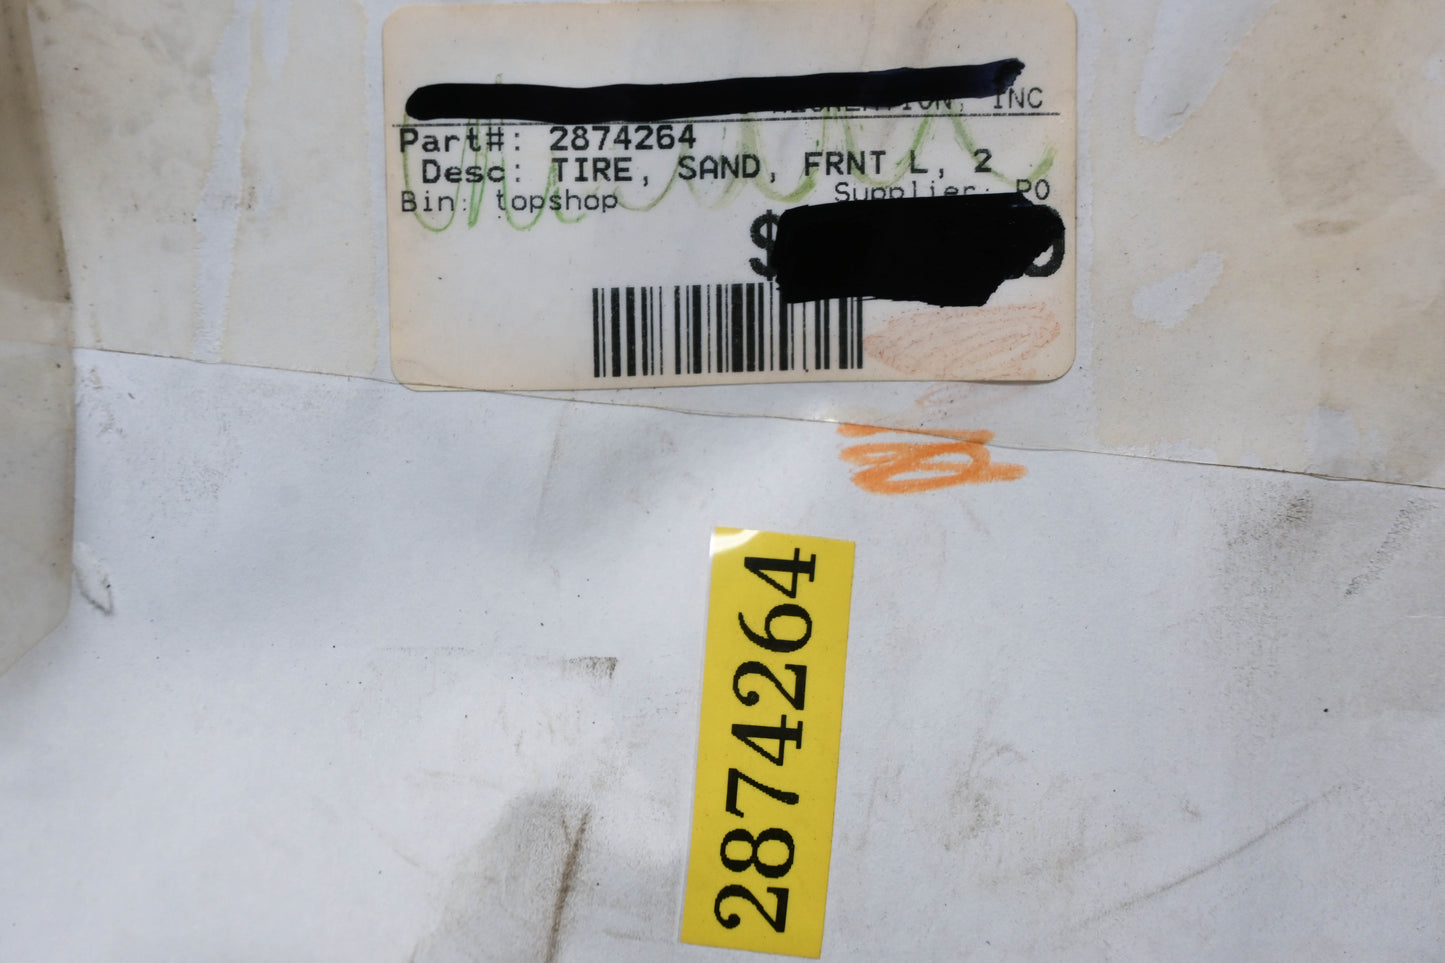 INC
Part#: 2874264
Desc: TIRE, SAND, FRNT L, 2
Bin: topshop Supplier: PO
$
2874264